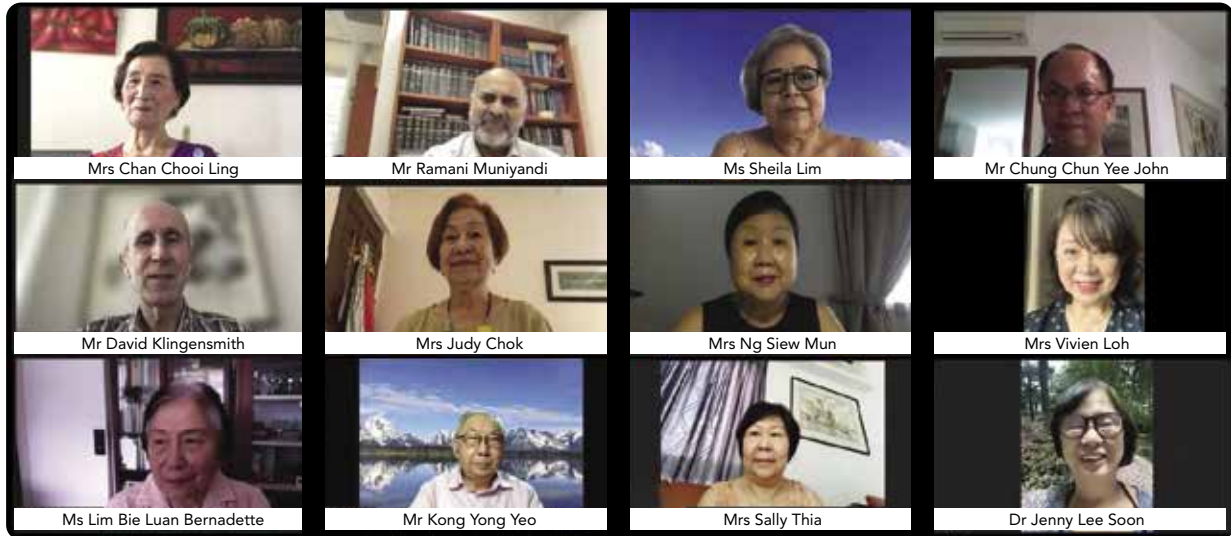 Mrs Chan Chooi Ling
Mr Ramani Muniyandi
Ms Sheila Lim
Mr Chung Chun Yee John
Mr David Klingensmith
Mrs Judy Chok
Mrs Ng Siew Mun
Mrs Vivien Loh
Ms Lim Bie Luan Bernadette
Mr Kong Yong Yeo
Mrs Sally Thia
Dr Jenny Lee Soon